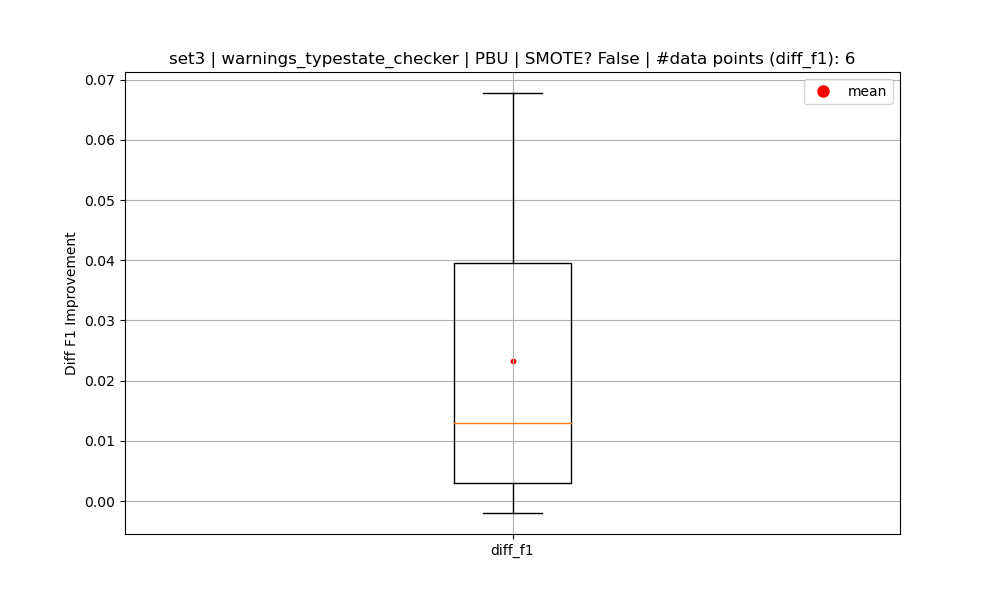 set3 | warnings_typestate_checker | PBU | SMOTE? False | #data points (diff_f1): 6
mean
0.07
0.06
0.05
0.04
0.03
0.02
0.01
0.00
Diff F1 Improvement
diff_f1